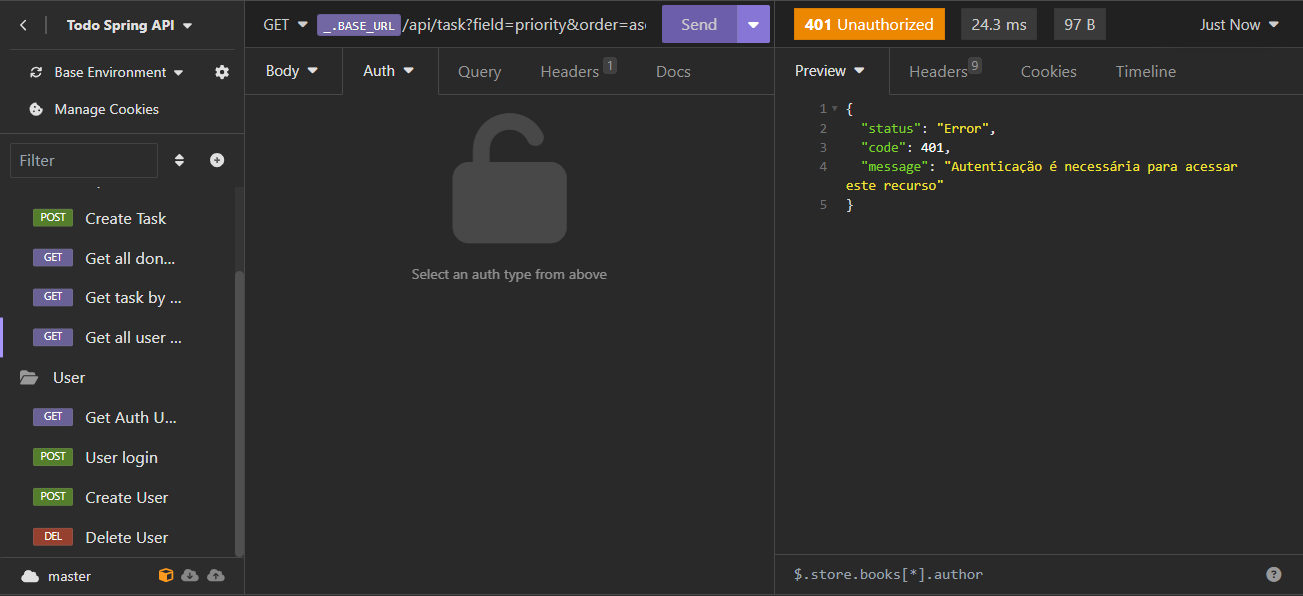 Todo Spring API
GET _.BASE_URL /api/task?field=priority&order=as
Send
401 Unauthorized
24.3 ms
97 B
Just Now
Base Environment
Manage Cookies
Filter
POST Create Task
GET Get all don...
GET Get task by ...
GET Get all user ...
User
GET Get Auth U...
POST User login
POST Create User
DEL Delete User
master
Body
Auth
Query
Headers 1
Docs
Select an auth type from above
Preview
Headers 9
Cookies
Timeline
1 {
2 "status": "Error",
3 "code": 401,
4 "message": "Autenticação é necessária para acessar
este recurso"
5 }
$.store.books[*].author
?